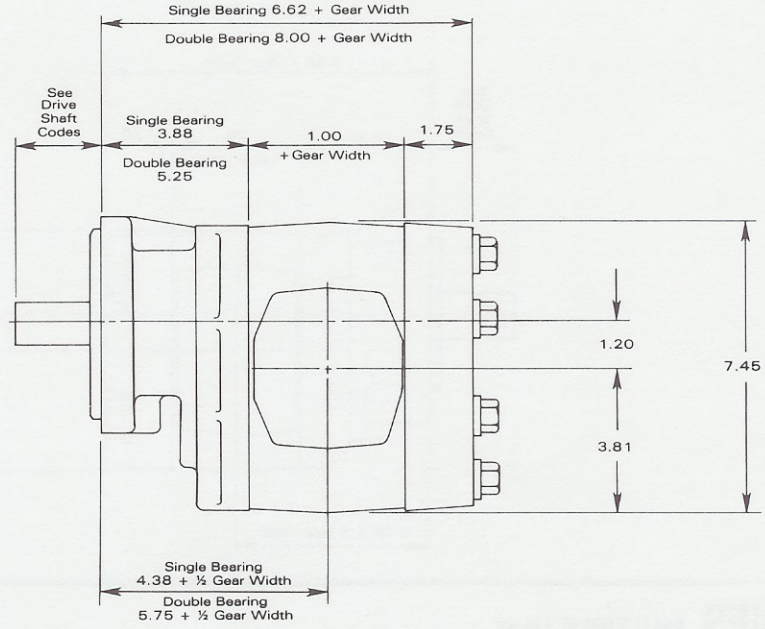 Single Bearing 6.62 + Gear Width
Double Bearing 8.00 + Gear Width
See
Drive
Shaft
Codes
Single Bearing
3.88
Double Bearing
5.25
1.00
+ Gear Width
1.75
1.20
7.45
3.81
Single Bearing
4.38 + ½ Gear Width
Double Bearing
5.75 + ½ Gear Width